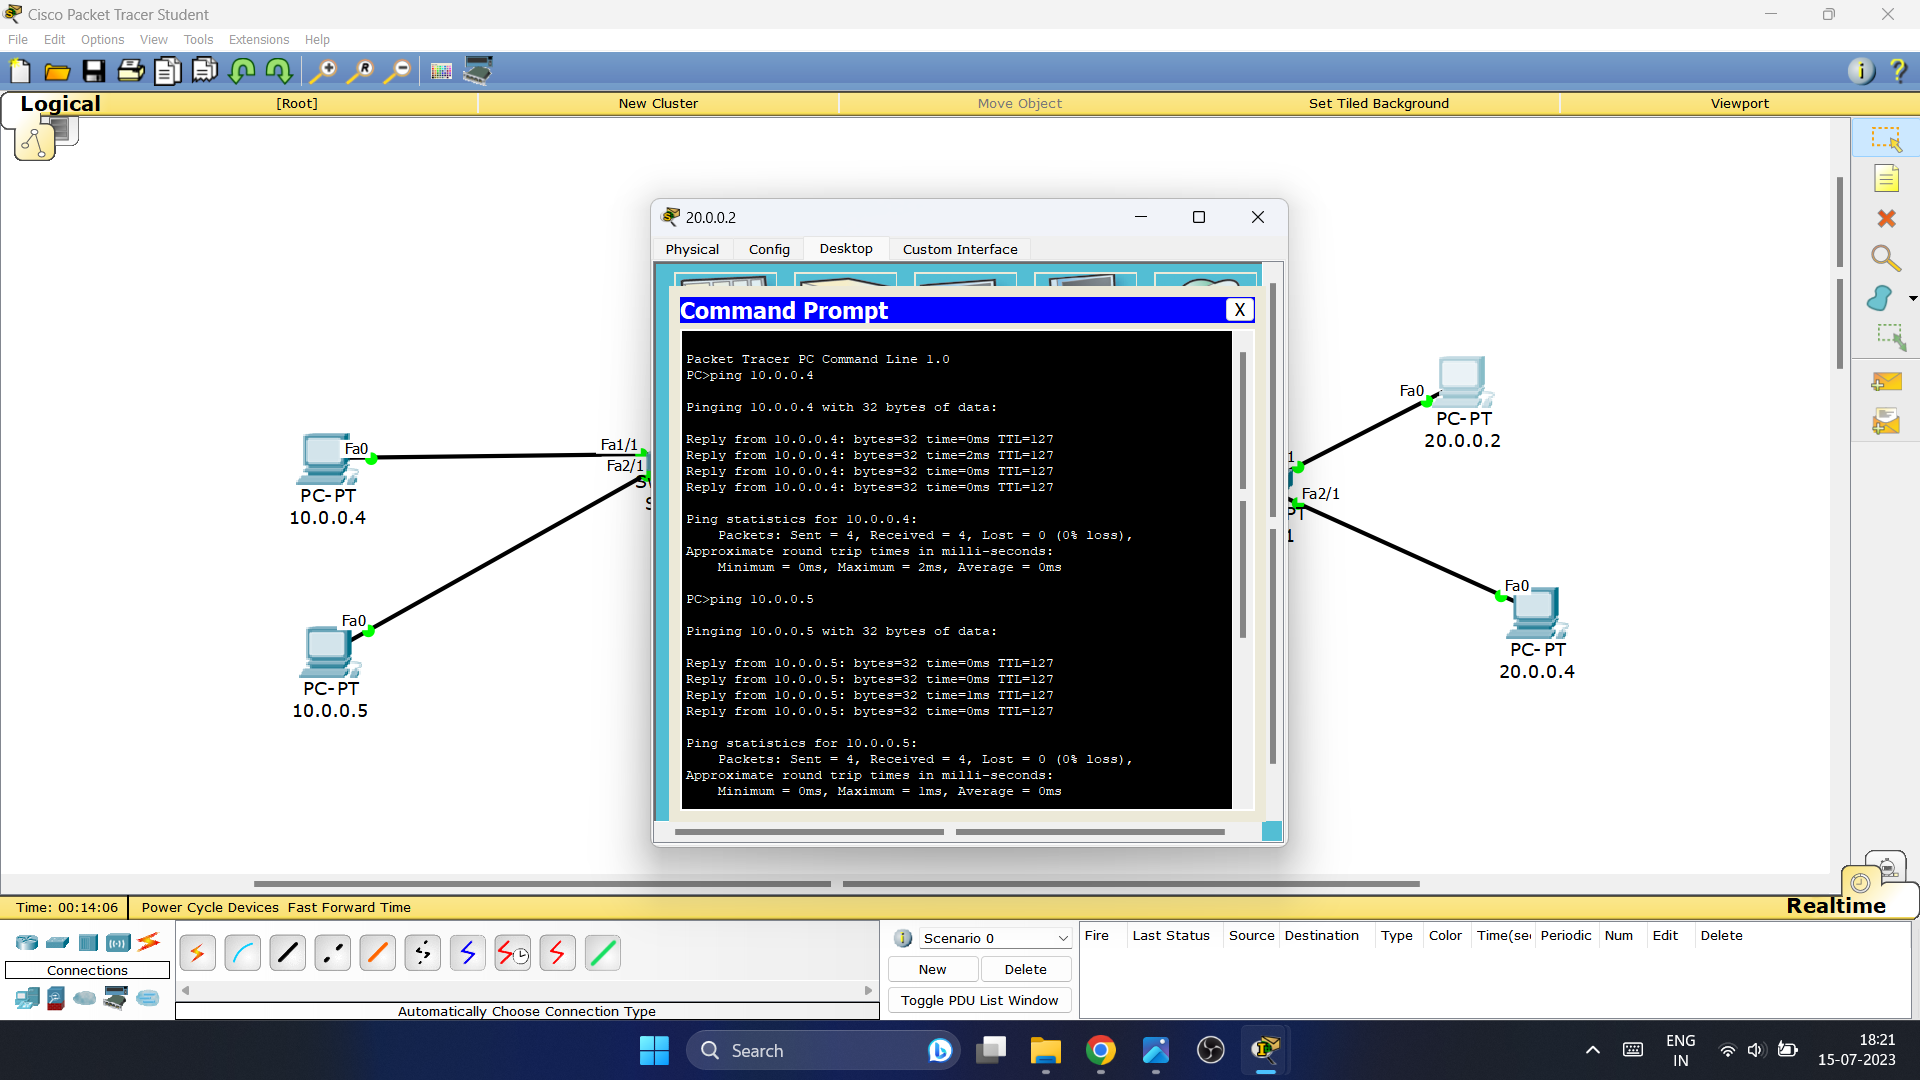 Cisco Packet Tracer Student
File Edit Options View Tools Extensions Help
Logical [Root] New Cluster Move Object Set Tiled Background Viewport
20.0.0.2
Physical Config Desktop Custom Interface
Command Prompt X
Packet Tracer PC Command Line 1.0
PC>ping 10.0.0.4
Pinging 10.0.0.4 with 32 bytes of data:
Reply from 10.0.0.4: bytes=32 time=0ms TTL=127
Reply from 10.0.0.4: bytes=32 time=2ms TTL=127
Reply from 10.0.0.4: bytes=32 time=0ms TTL=127
Reply from 10.0.0.4: bytes=32 time=0ms TTL=127
Ping statistics for 10.0.0.4:
Packets: Sent = 4, Received = 4, Lost = 0 (0% loss),
Approximate round trip times in milli-seconds:
Minimum = 0ms, Maximum = 2ms, Average = 0ms
PC>ping 10.0.0.5
Pinging 10.0.0.5 with 32 bytes of data:
Reply from 10.0.0.5: bytes=32 time=0ms TTL=127
Reply from 10.0.0.5: bytes=32 time=0ms TTL=127
Reply from 10.0.0.5: bytes=32 time=1ms TTL=127
Reply from 10.0.0.5: bytes=32 time=0ms TTL=127
Ping statistics for 10.0.0.5:
Packets: Sent = 4, Received = 4, Lost = 0 (0% loss),
Approximate round trip times in milli-seconds:
Minimum = 0ms, Maximum = 1ms, Average = 0ms
Fa0
PC-PT
10.0.0.4
Fa1/1
Fa2/1
Fa0
PC-PT
10.0.0.5
Fa0
PC-PT
20.0.0.2
1
Fa2/1
PT
1
Fa0
PC-PT
20.0.0.4
Time: 00:14:06 Power Cycle Devices Fast Forward Time Realtime
Connections
Automatically Choose Connection Type
Scenario 0
New Delete
Toggle PDU List Window
Fire Last Status Source Destination Type Color Time(sec Periodic Num Edit Delete
Search
ENG
IN
18:21
15-07-2023